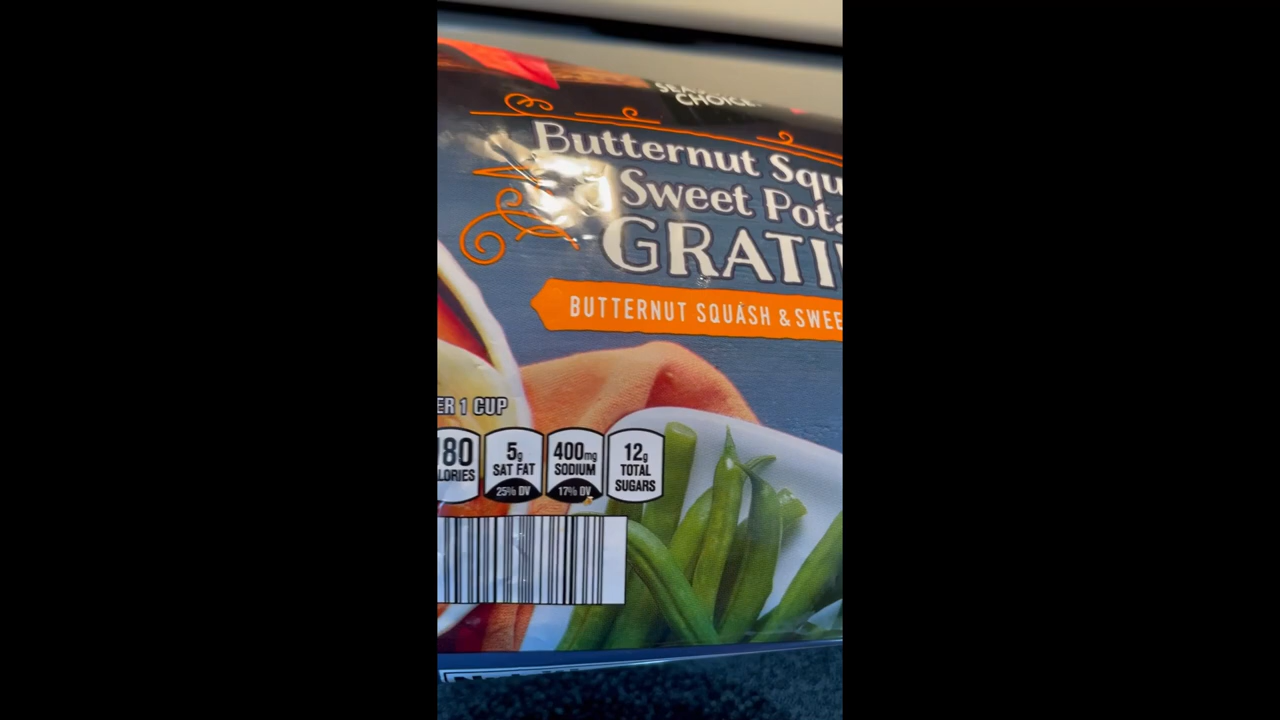 CHOICE
Butternut Squ
Sweet Pota
GRATI
BUTTERNUT SQUASH & SWEE
ER 1 CUP
80 5g 400mg 12g
LORIES SAT FAT SODIUM TOTAL SUGARS
25% DV 17% DV